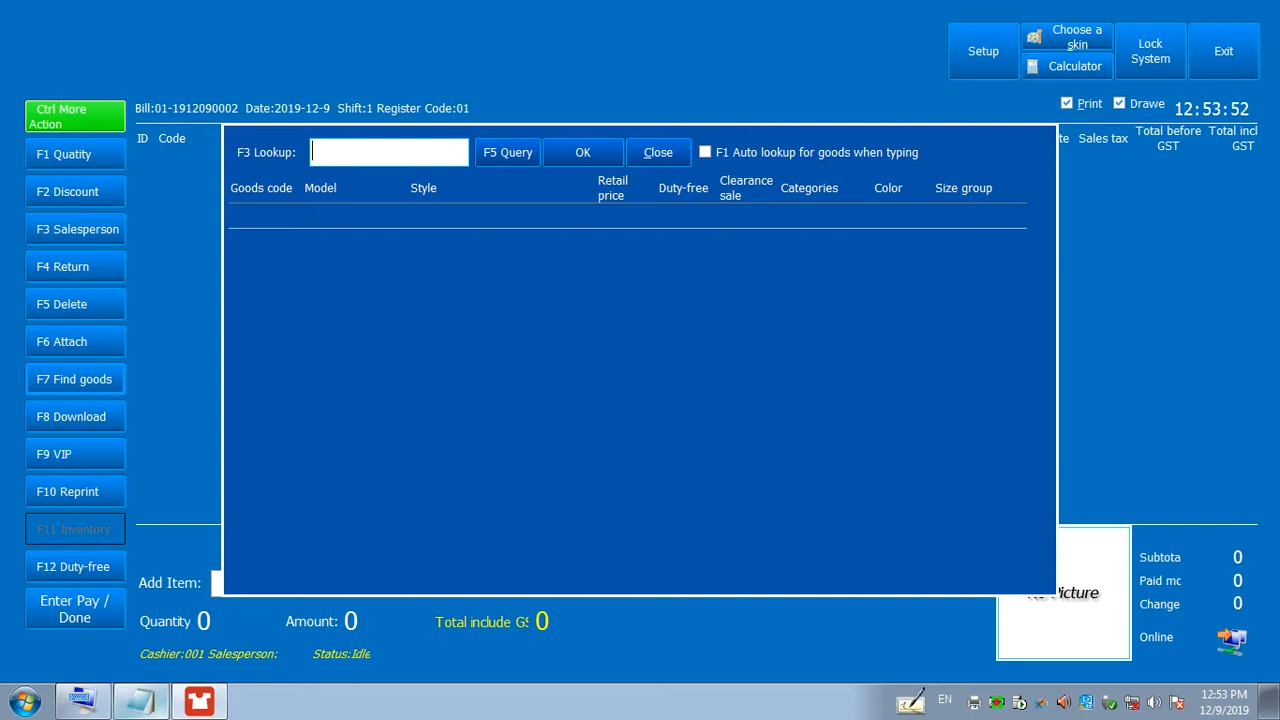 Setup
Choose a
skin
Calculator
Lock
System
Exit
Ctrl More
Action
Bill:01-1912090002 Date:2019-12-9 Shift:1 Register Code:01
Print
Drawe
12:53:52
ID Code
te Sales tax
Total before
GST
Total incl
GST
F3 Lookup:
F5 Query
OK
Close
F1 Auto lookup for goods when typing
Goods code Model Style
Retail
price
Duty-free
Clearance
sale
Categories Color Size group
F1 Quatity
F2 Discount
F3 Salesperson
F4 Return
F5 Delete
F6 Attach
F7 Find goods
F8 Download
F9 VIP
F10 Reprint
F11 Inventory
F12 Duty-free
Enter Pay /
Done
Add Item:
Quantity 0 Amount: 0 Total include GS 0
Cashier:001 Salesperson: Status:Idle
Picture
Subtota 0
Paid mc 0
Change 0
Online
EN
12:53 PM
12/9/2019